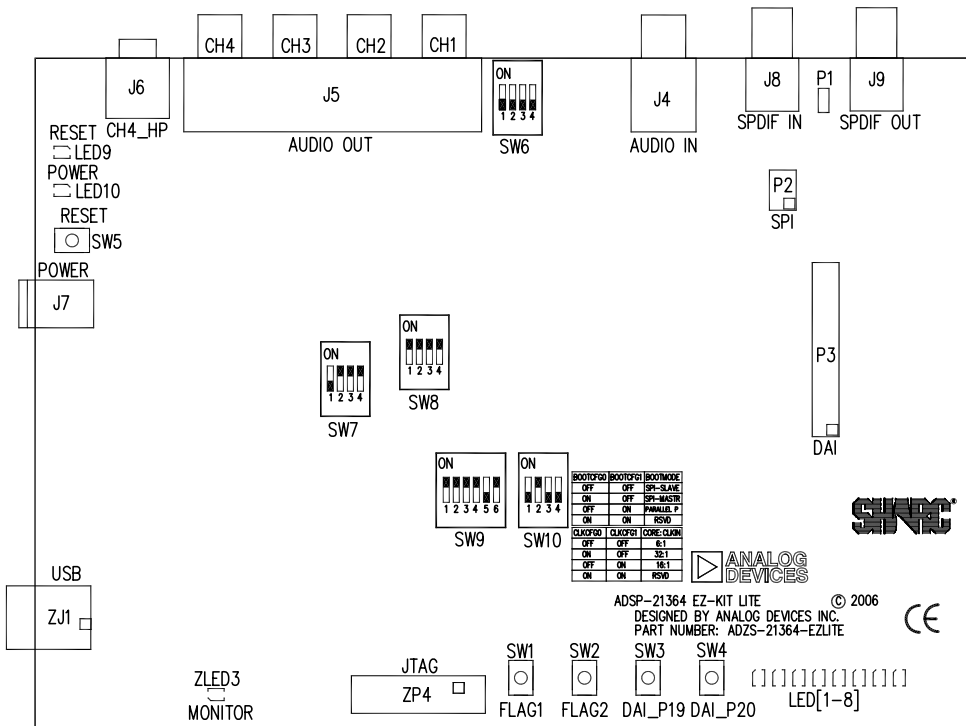 CH4 CH3 CH2 CH1
J6 J5 J4 J8 P1 J9
CH4_HP
AUDIO OUT
ON
1 2 3 4
SW6
AUDIO IN
SPDIF IN
SPDIF OUT
RESET
LED9
POWER
LED10
RESET
SW5
P2
SPI
POWER
J7
P3
DAI
ON
1 2 3 4
SW8
ON
1 2 3 4
SW7
ON
1 2 3 4 5 6
SW9
ON
1 2 3 4
SW10
BOOTCFG0 BOOTCFG1 BOOTMODE
OFF OFF SPI-SLAVE
ON OFF SPI-MASTR
OFF ON PARALLEL P
ON ON RSVD
CLKCFG0 CLKCFG1 CORE:CLKIN
OFF OFF 6:1
ON OFF 32:1
OFF ON 16:1
ON ON RSVD
SHARC®
ANALOG
DEVICES
USB
ZJ1
ADSP-21364 EZ-KIT LITE © 2006
DESIGNED BY ANALOG DEVICES INC.
PART NUMBER: ADZS-21364-EZLITE
CE
ZLED3
MONITOR
JTAG
ZP4
SW1 SW2 SW3 SW4
FLAG1 FLAG2 DAI_P19 DAI_P20
LED[1-8]